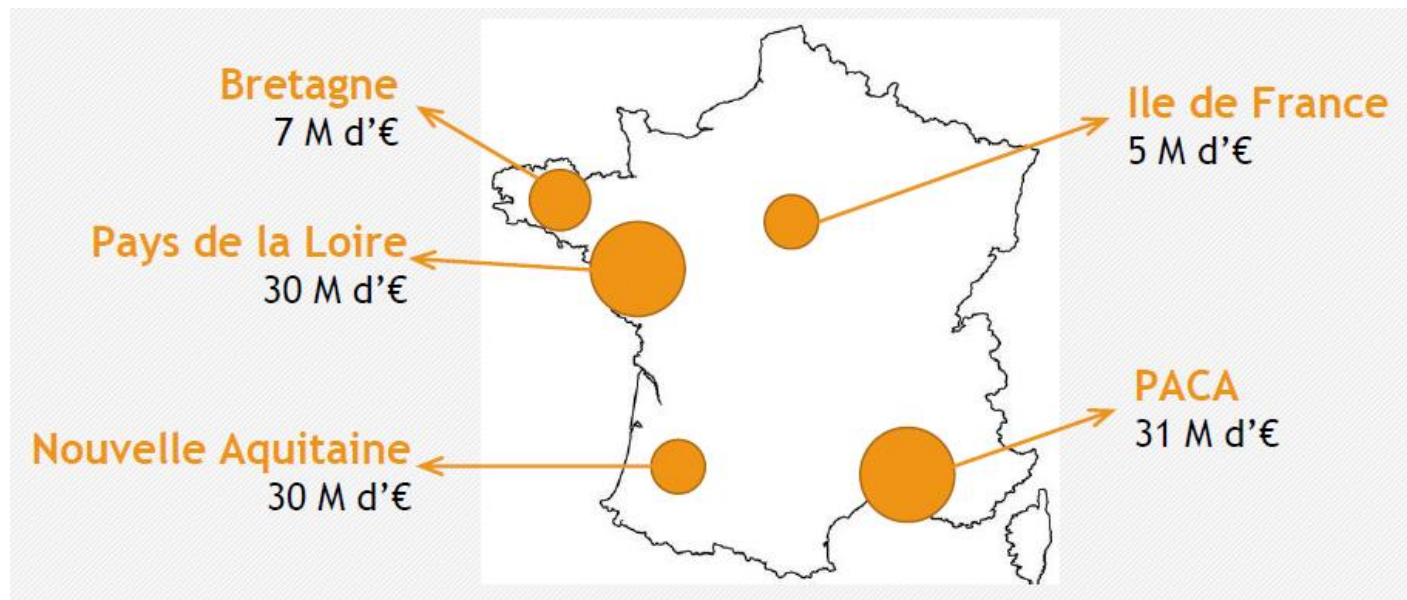 Bretagne
7 M d’€
Pays de la Loire
30 M d’€
Nouvelle Aquitaine
30 M d’€
Ile de France
5 M d’€
PACA
31 M d’€